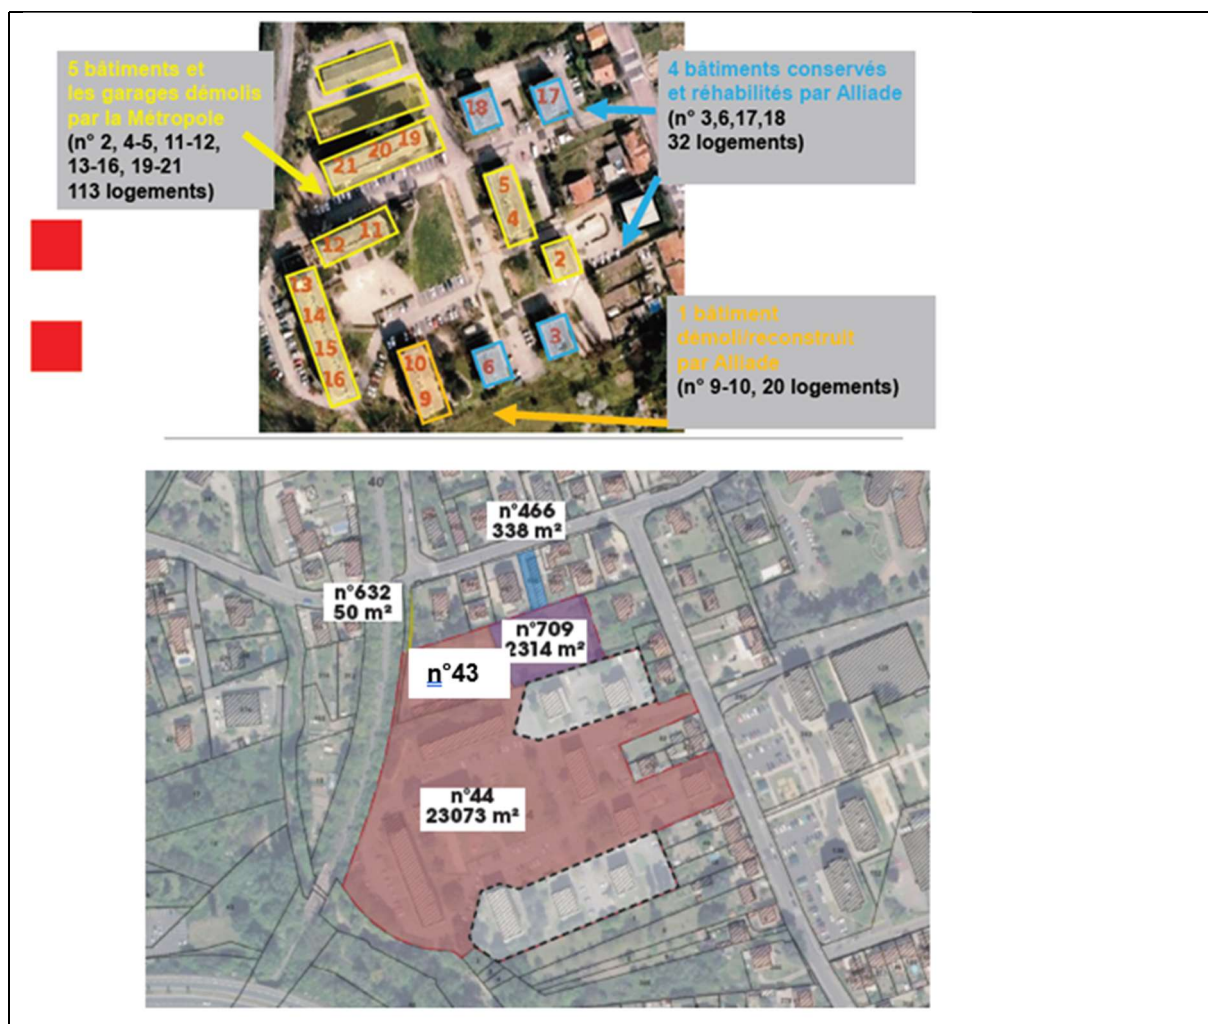 5 bâtiments et
les garages démolis
par la Métropole
(n° 2, 4-5, 11-12,
13-16, 19-21
113 logements)
4 bâtiments conservés
et réhabilités par Alliade
(n° 3,6,17,18
32 logements)
18
17
21
20
19
5
4
12
11
2
13
14
15
16
10
9
6
3
1 bâtiment
démoli/reconstruit
par Alliade
(n° 9-10, 20 logements)
40
n°466
338 m²
n°632
50 m²
n°709
2314 m²
n°43
n°44
23073 m²